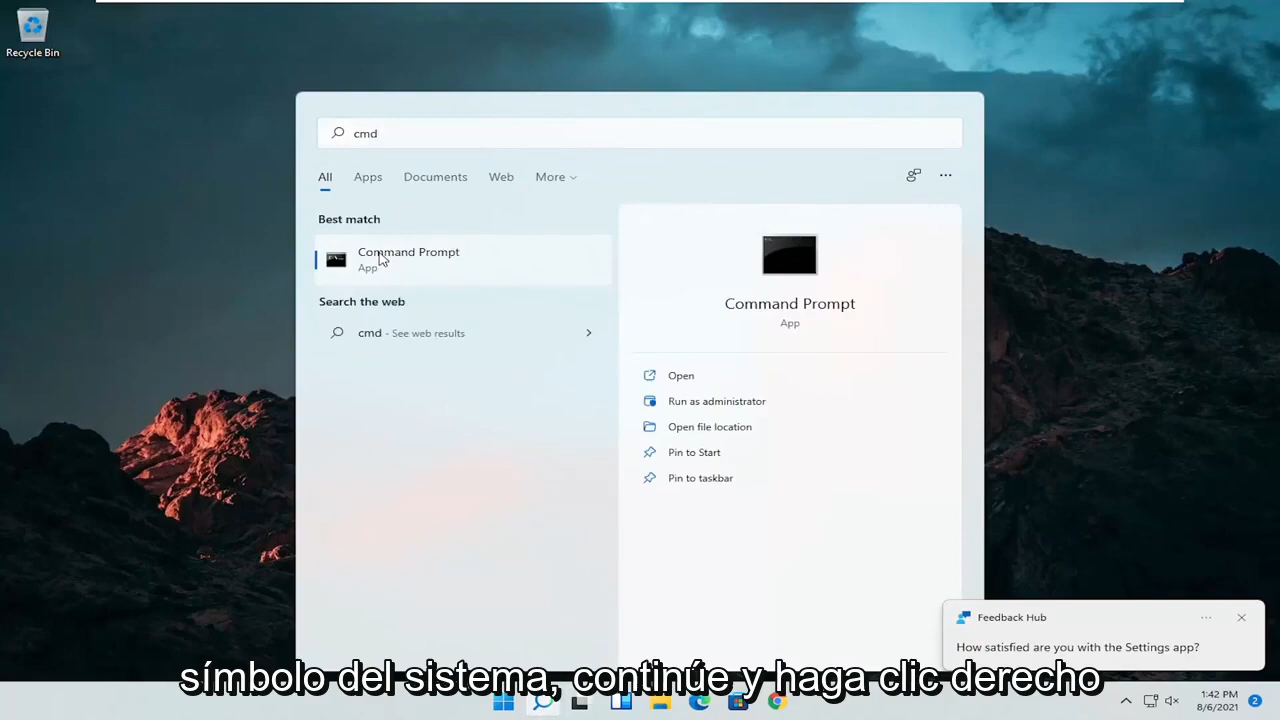 Recycle Bin
cmd
All Apps Documents Web More
Best match
Command Prompt
App
Search the web
cmd - See web results
Command Prompt
App
Open
Run as administrator
Open file location
Pin to Start
Pin to taskbar
Feedback Hub
How satisfied are you with the Settings app?
símbolo del sistema, continúe y haga clic derecho
1:42 PM
8/6/2021
2